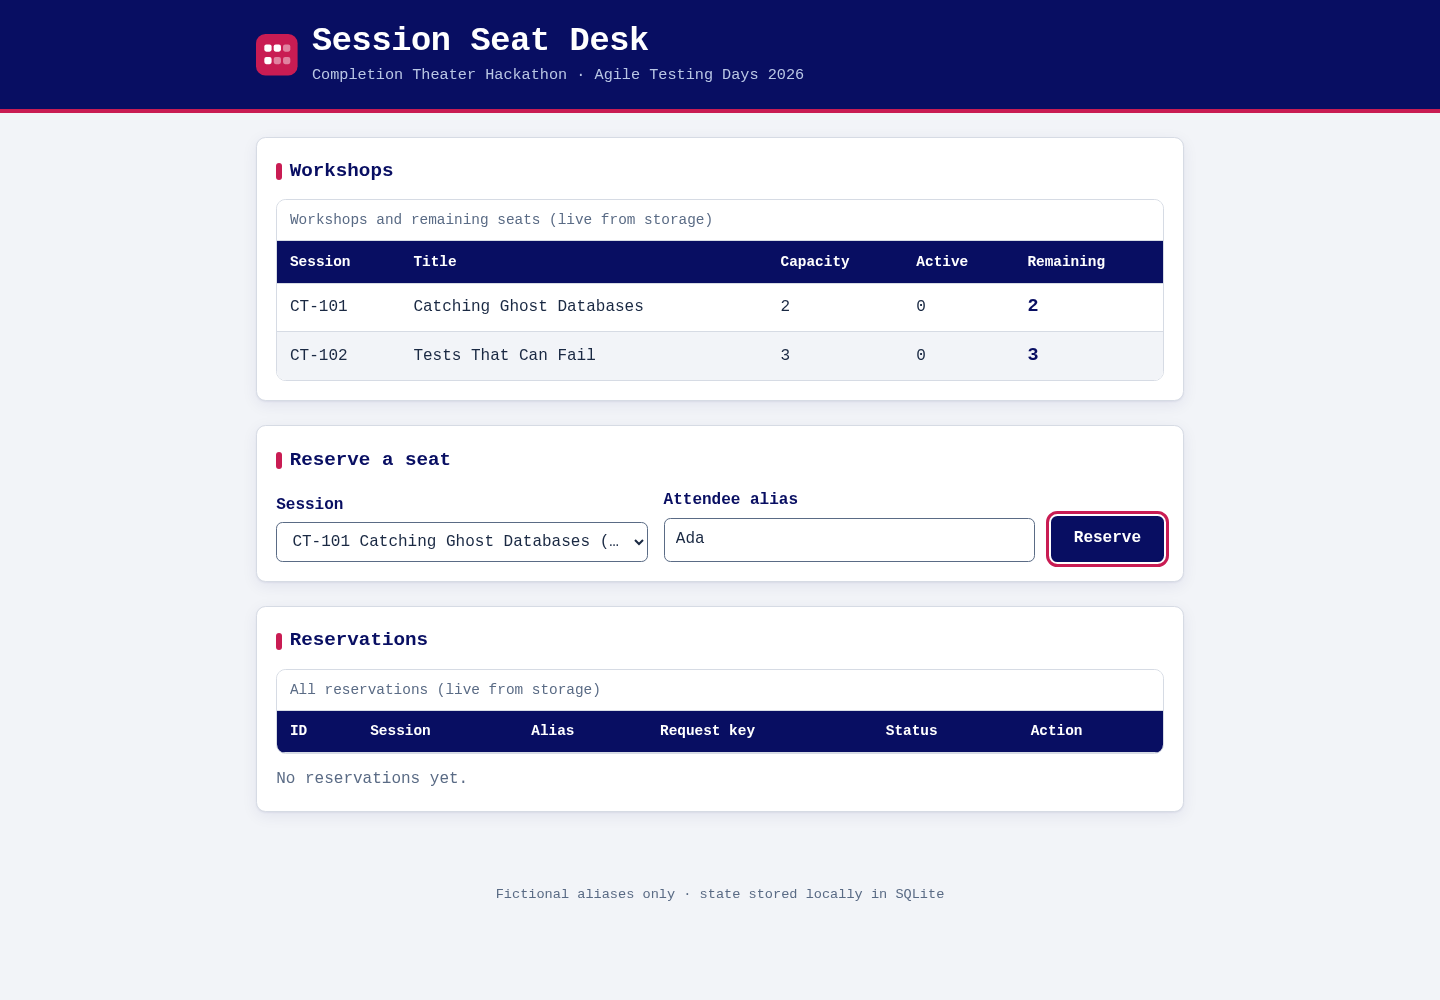 Session Seat Desk
Completion Theater Hackathon · Agile Testing Days 2026
Workshops
Workshops and remaining seats (live from storage)
Session Title Capacity Active Remaining
CT-101 Catching Ghost Databases 2 0 2
CT-102 Tests That Can Fail 3 0 3
Reserve a seat
Session Attendee alias
CT-101 Catching Ghost Databases (… Ada Reserve
Reservations
All reservations (live from storage)
ID Session Alias Request key Status Action
No reservations yet.
Fictional aliases only · state stored locally in SQLite